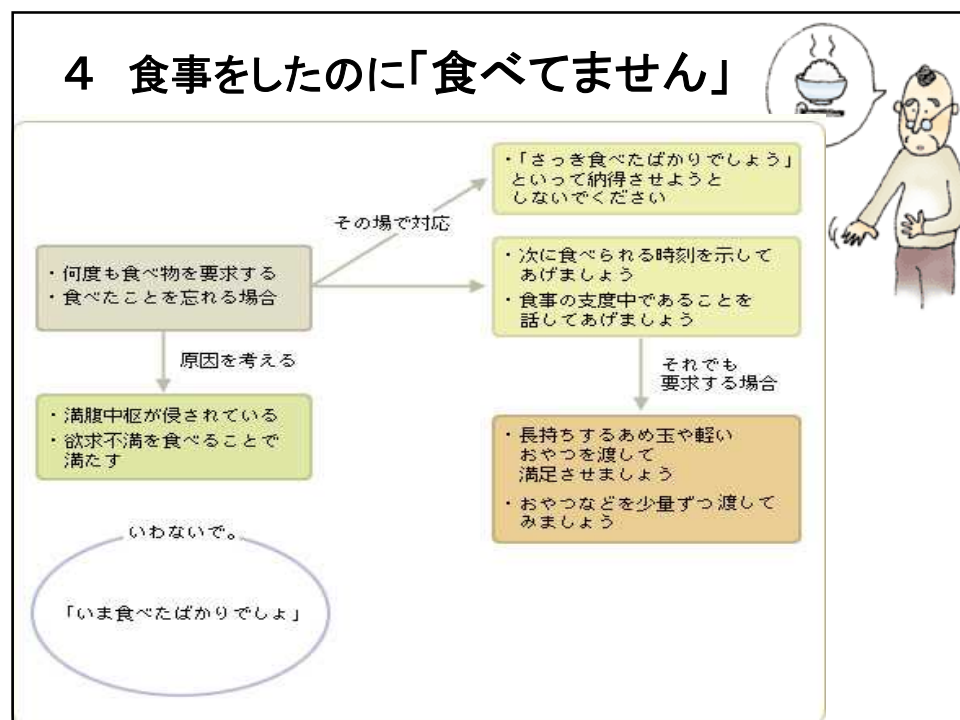 ４　食事をしたのに「食べてません」
・「さっき食べたばかりでしょう」
といって納得させようと
しないでください
その場で対応
・何度も食べ物を要求する
・食べたことを忘れる場合
・次に食べられる時刻を示して
あげましょう
・食事の支度中であることを
話してあげましょう
原因を考える
それでも
要求する場合
・満腹中枢が侵されている
・欲求不満を食べることで
満たす
・長持ちするあめ玉や軽い
おやつを渡して
満足させましょう
・おやつなどを少量ずつ渡して
みましょう
いわないで。
「いま食べたばかりでしょ」